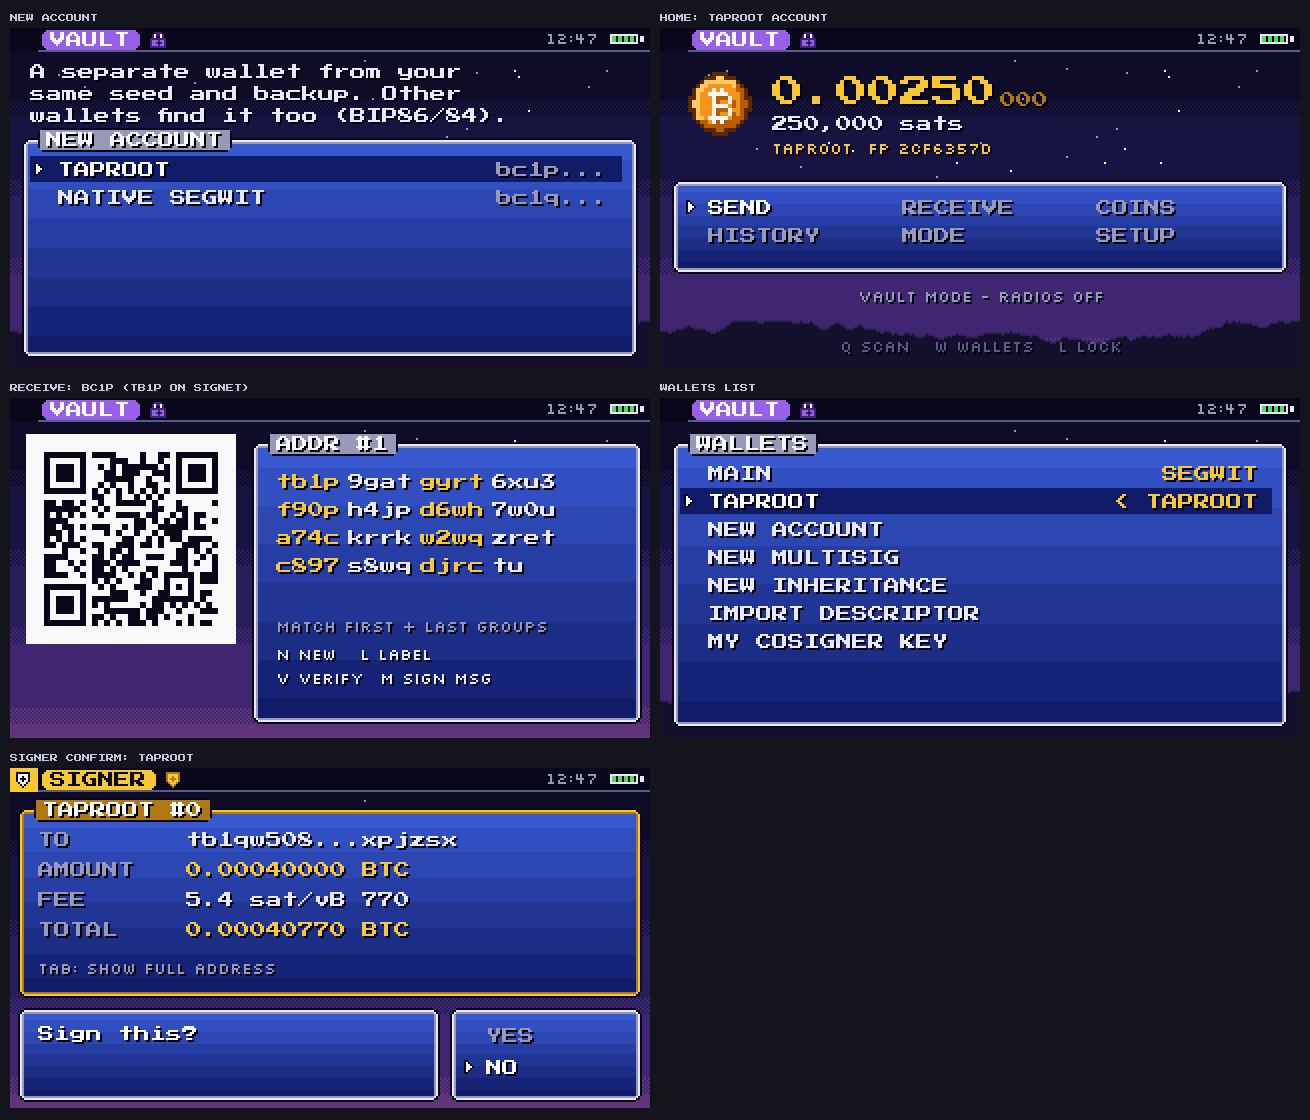 NEW ACCOUNT
VAULT 12:47
A separate wallet from your
same seed and backup. Other
wallets find it too (BIP86/84).
NEW ACCOUNT
TAPROOT bc1p...
NATIVE SEGWIT bc1q...
HOME: TAPROOT ACCOUNT
VAULT 12:47
0.00250000
250,000 sats
TAPROOT FP 2CF6357D
SEND RECEIVE COINS
HISTORY MODE SETUP
VAULT MODE - RADIOS OFF
Q SCAN W WALLETS L LOCK
RECEIVE: BC1P (TB1P ON SIGNET)
VAULT 12:47
ADDR #1
tb1p 9gat gyrt 6xu3
f90p h4jp d6wh 7w0u
a74c krrk w2wq zret
c897 s8wq djrc tu
MATCH FIRST + LAST GROUPS
N NEW L LABEL
V VERIFY M SIGN MSG
WALLETS LIST
VAULT 12:47
WALLETS
MAIN SEGWIT
TAPROOT < TAPROOT
NEW ACCOUNT
NEW MULTISIG
NEW INHERITANCE
IMPORT DESCRIPTOR
MY COSIGNER KEY
SIGNER CONFIRM: TAPROOT
SIGNER 12:47
TAPROOT #0
TO tb1qw508...xpjzsx
AMOUNT 0.00040000 BTC
FEE 5.4 sat/vB 770
TOTAL 0.00040770 BTC
TAB: SHOW FULL ADDRESS
Sign this?
YES
NO